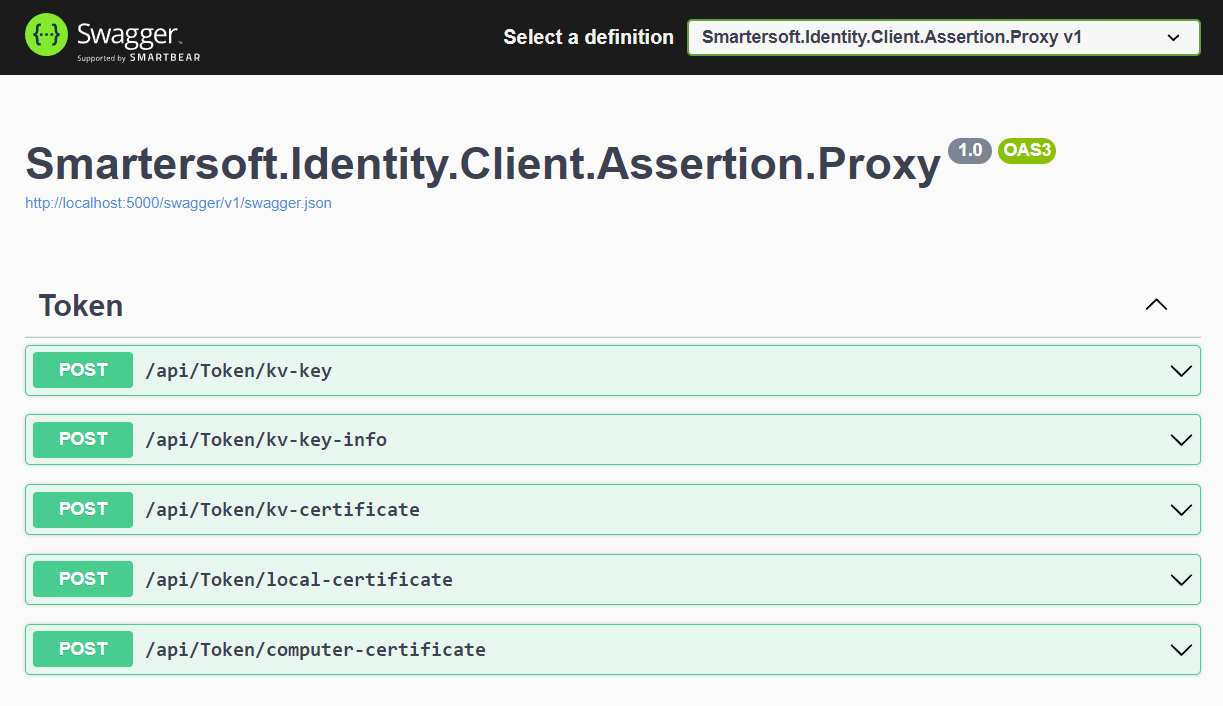 Swagger
Supported by SMARTBEAR
Select a definition
Smartersoft.Identity.Client.Assertion.Proxy v1
Smartersoft.Identity.Client.Assertion.Proxy 1.0 OAS3
http://localhost:5000/swagger/v1/swagger.json
Token
POST /api/Token/kv-key
POST /api/Token/kv-key-info
POST /api/Token/kv-certificate
POST /api/Token/local-certificate
POST /api/Token/computer-certificate